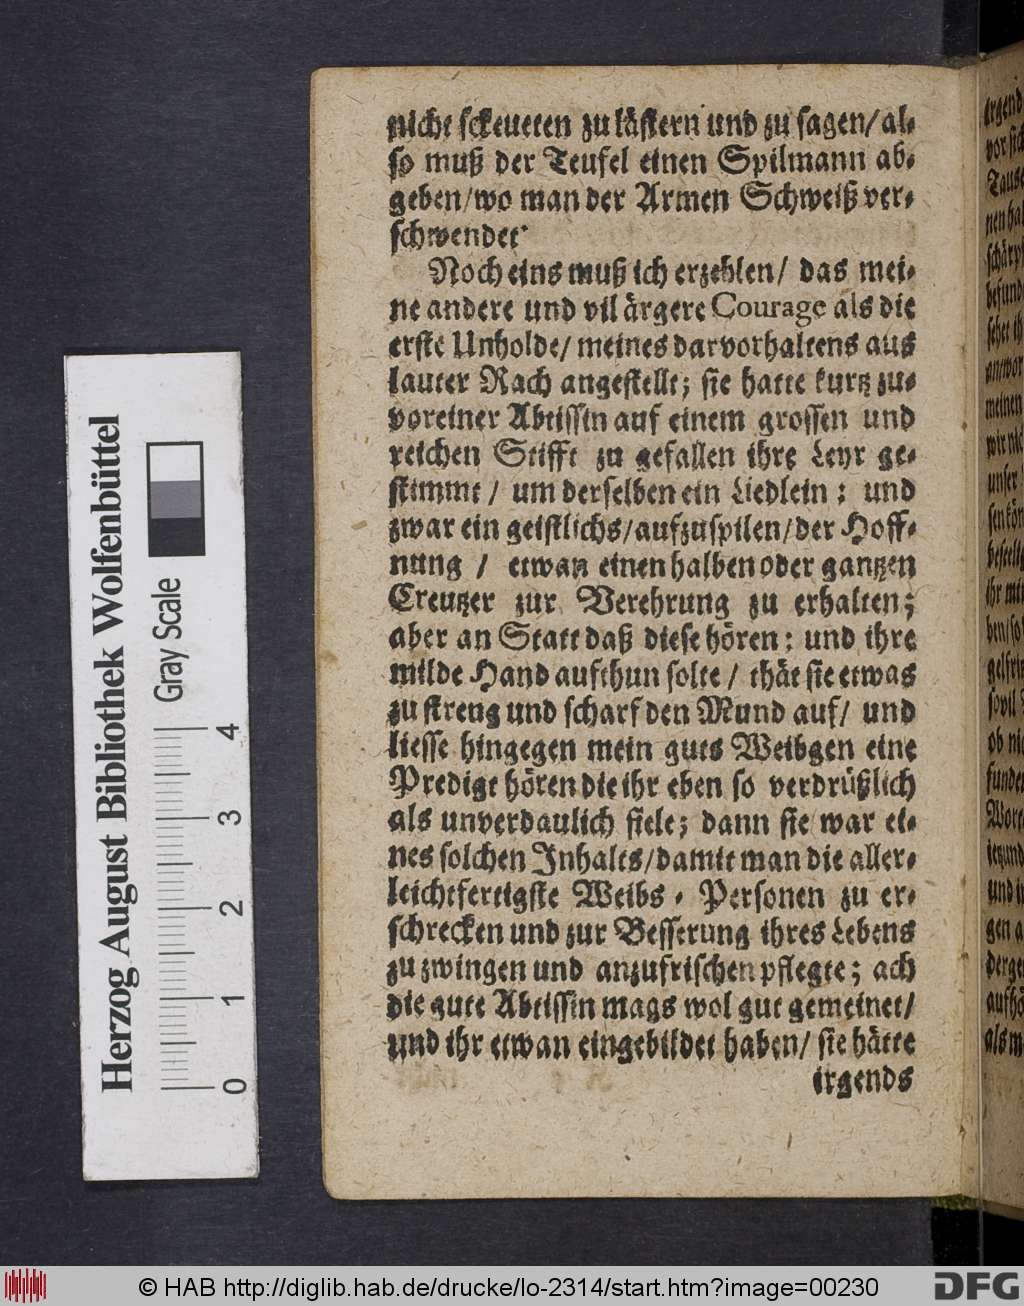 nicht scheueten zu lästern und zu sagen/ al-
so muß der Teufel einen Spilmann ab-
geben/ wo man der Armen Schweiß ver-
schwendet.
Noch eins muß ich erzehlen/ das mei-
ne andere und vil ärgere Courage als die
erste Unholde/ meines darvorhaltens aus
lauter Rach angestellt; sie hatte kurtz zu-
vor einer Abtissin auf einem grossen und
reichen Stifft zu gefallen ihre Leyr ge-
stimmt / um derselben ein Liedlein; und
zwar ein geistlichs/ aufzuspilen/ der Hoff-
nung / etwan einen halben oder gantzen
Creutzer zur Verehrung zu erhalten;
aber an Statt daß diese hören; und ihre
milde Hand aufthun solte / thät sie etwas
zu streng und scharf den Mund auf/ und
liesse hingegen mein guts Weibgen eine
Predigt hören die ihr eben so verdrüßlich
als unverdaulich fiele; dann sie war ei-
nes solchen Inhalts/ damit man die aller-
leichtfertigste Weibs-Personen zu er-
schrecken und zur Besserung ihres Lebens
zu zwingen und anzufrischen pflegte; ach
die gute Abtissin mags wol gut gemeinet/
und ihr etwan eingebildet haben/ sie hätte
irgends
Herzog August Bibliothek Wolfenbüttel
Gray Scale
0 1 2 3 4
© HAB http://diglib.hab.de/drucke/lo-2314/start.htm?image=00230
DFG